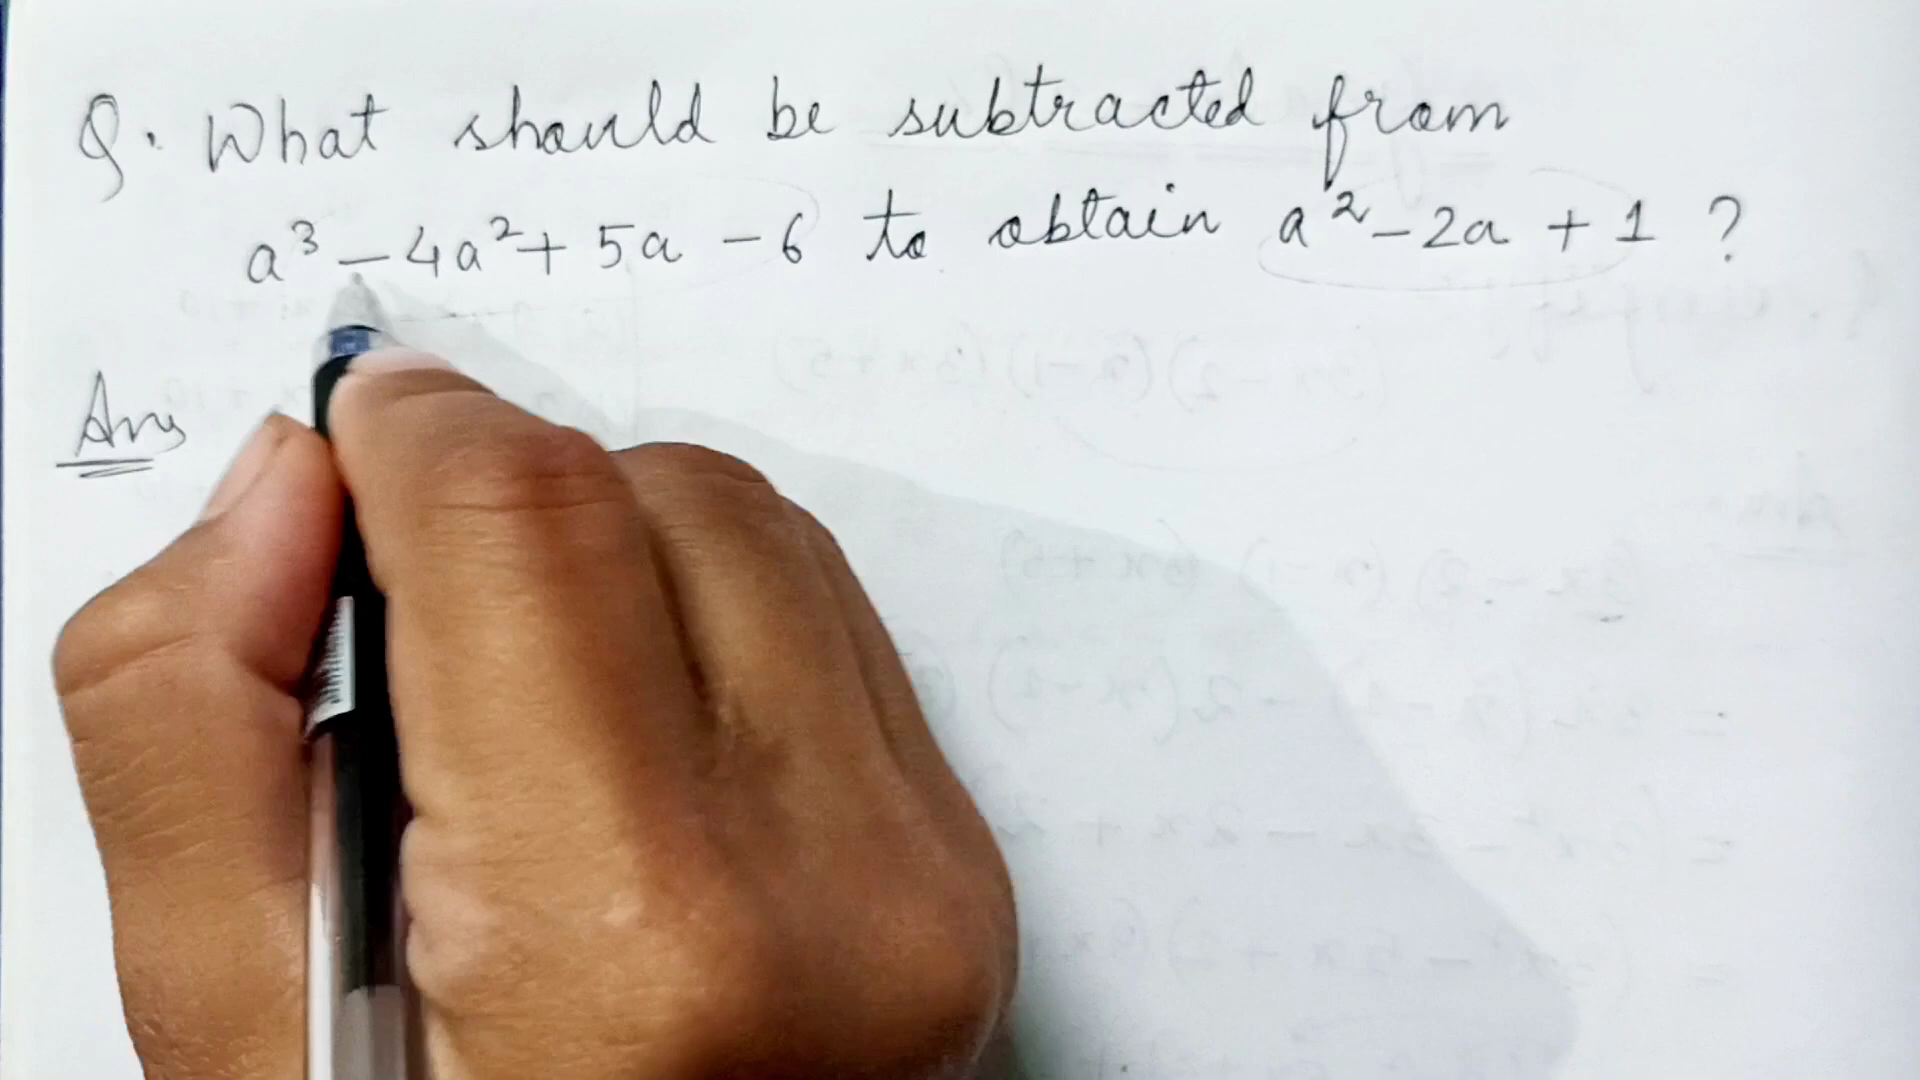 Q. What should be subtracted from
a³ - 4a² + 5a - 6 to obtain a² - 2a + 1 ?
Ans